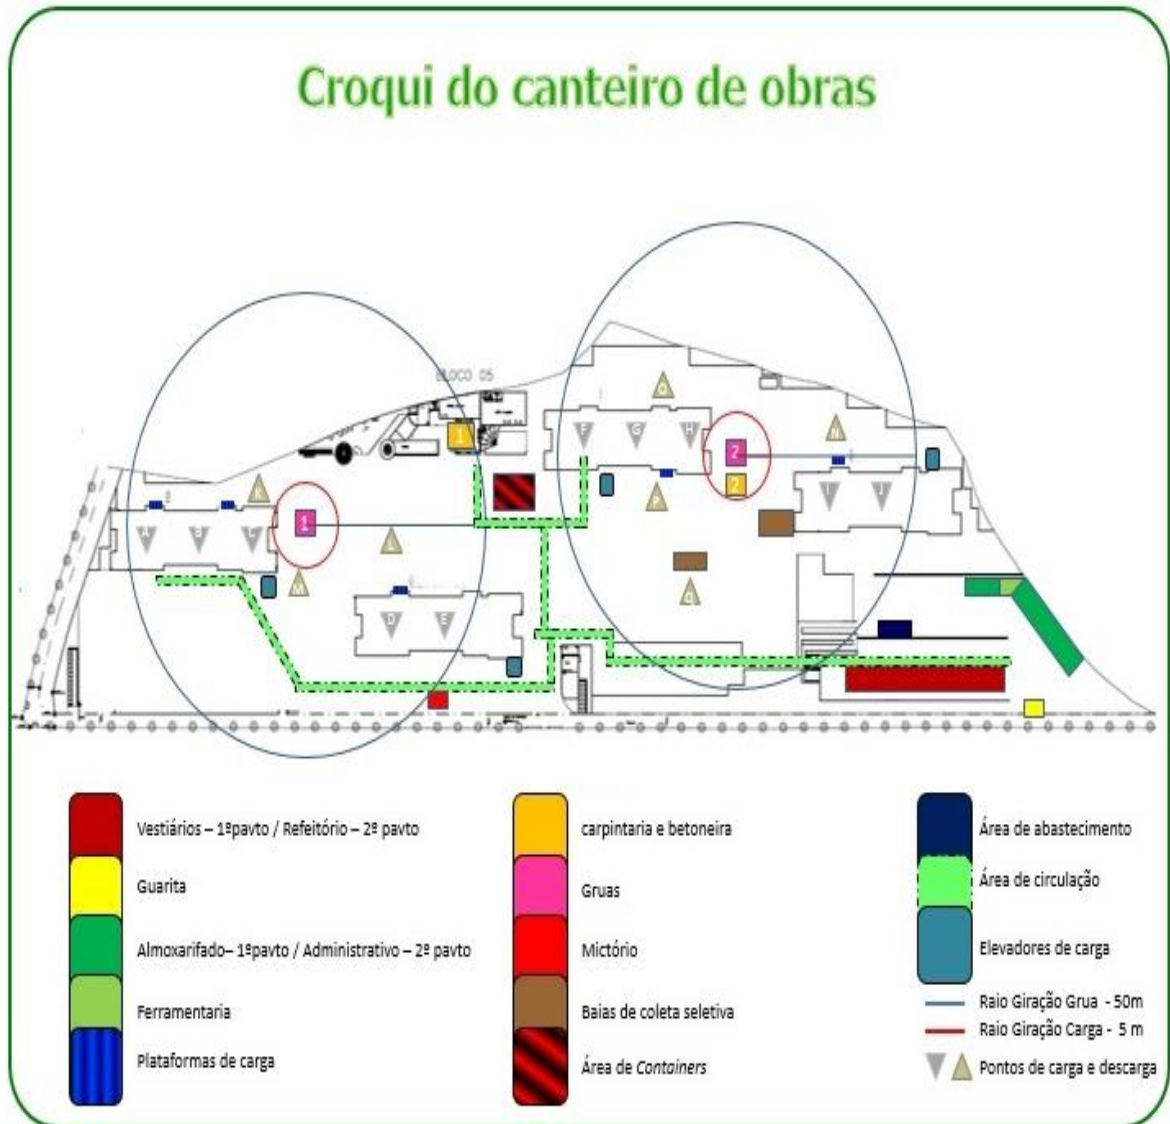 Croqui do canteiro de obras
BLOCO 05
O
1
F
G
H
2
N
2
K
P
I
J
A
B
C
1
L
M
Q
D
E
Vestiários – 1ºpavto / Refeitório – 2º pavto
Guarita
Almoxarifado– 1ºpavto / Administrativo – 2º pavto
Ferramentaria
Plataformas de carga
carpintaria e betoneira
Gruas
Mictório
Baias de coleta seletiva
Área de Containers
Área de abastecimento
Área de circulação
Elevadores de carga
Raio Giração Grua - 50m
Raio Giração Carga - 5 m
Pontos de carga e descarga